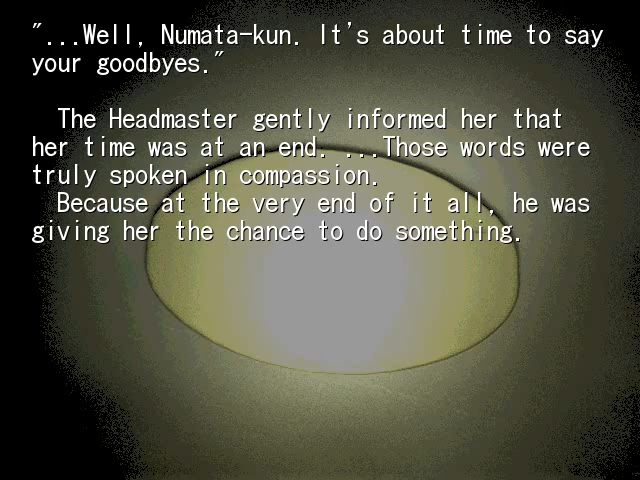 "...Well, Numata-kun. It's about time to say
your goodbyes."
The Headmaster gently informed her that
her time was at an end. ...Those words were
truly spoken in compassion.
Because at the very end of it all, he was
giving her the chance to do something.